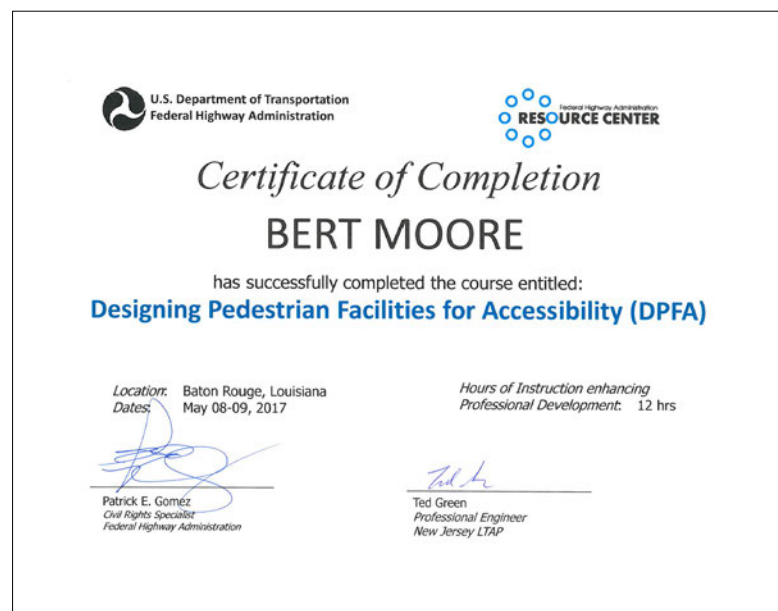 U.S. Department of Transportation
Federal Highway Administration
Federal Highway Administration
RESOURCE CENTER
Certificate of Completion
BERT MOORE
has successfully completed the course entitled:
Designing Pedestrian Facilities for Accessibility (DPFA)
Location: Baton Rouge, Louisiana
Dates: May 08-09, 2017
Hours of Instruction enhancing
Professional Development: 12 hrs
Patrick E. Gomez
Civil Rights Specialist
Federal Highway Administration
Ted Green
Professional Engineer
New Jersey LTAP